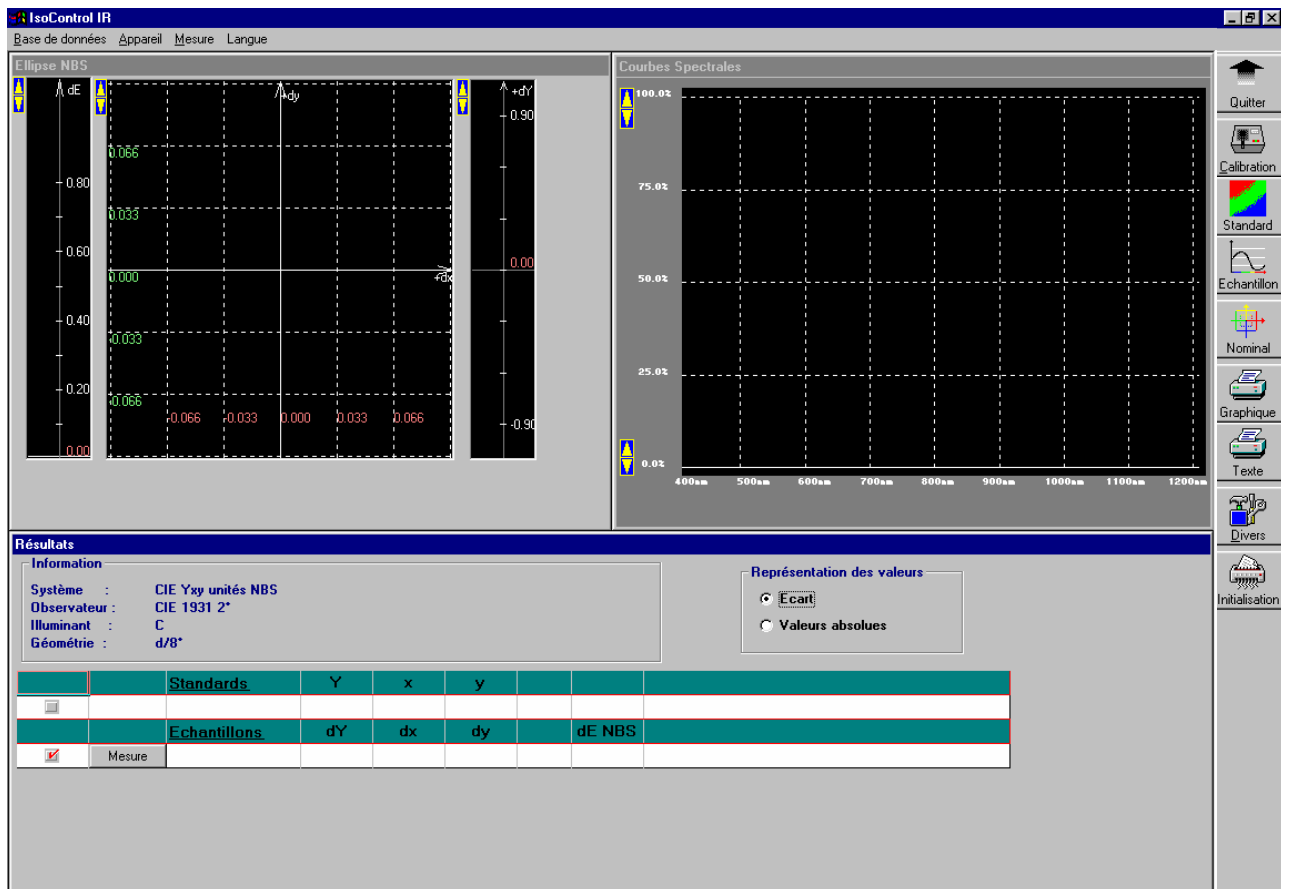 IsoControl IR
Base de données Appareil Mesure Langue
Ellipse NBS
dE
0.80
0.60
0.40
0.20
0.00
+dy
0.066
0.033
0.000
-0.033
-0.066
-0.066 -0.033 0.000 0.033 0.066
+dx
+dY
0.90
0.00
-0.90
Courbes Spectrales
100.0%
75.0%
50.0%
25.0%
0.0%
400nm 500nm 600nm 700nm 800nm 900nm 1000nm 1100nm 1200nm
Quitter
Calibration
Standard
Echantillon
Nominal
Graphique
Texte
Divers
Initialisation
Résultats
Information
Système : CIE Yxy unités NBS
Observateur : CIE 1931 2°
Illuminant : C
Géométrie : d/8°
Représentation des valeurs
Ecart
Valeurs absolues
Standards Y x y
Echantillons dY dx dy dE NBS
Mesure